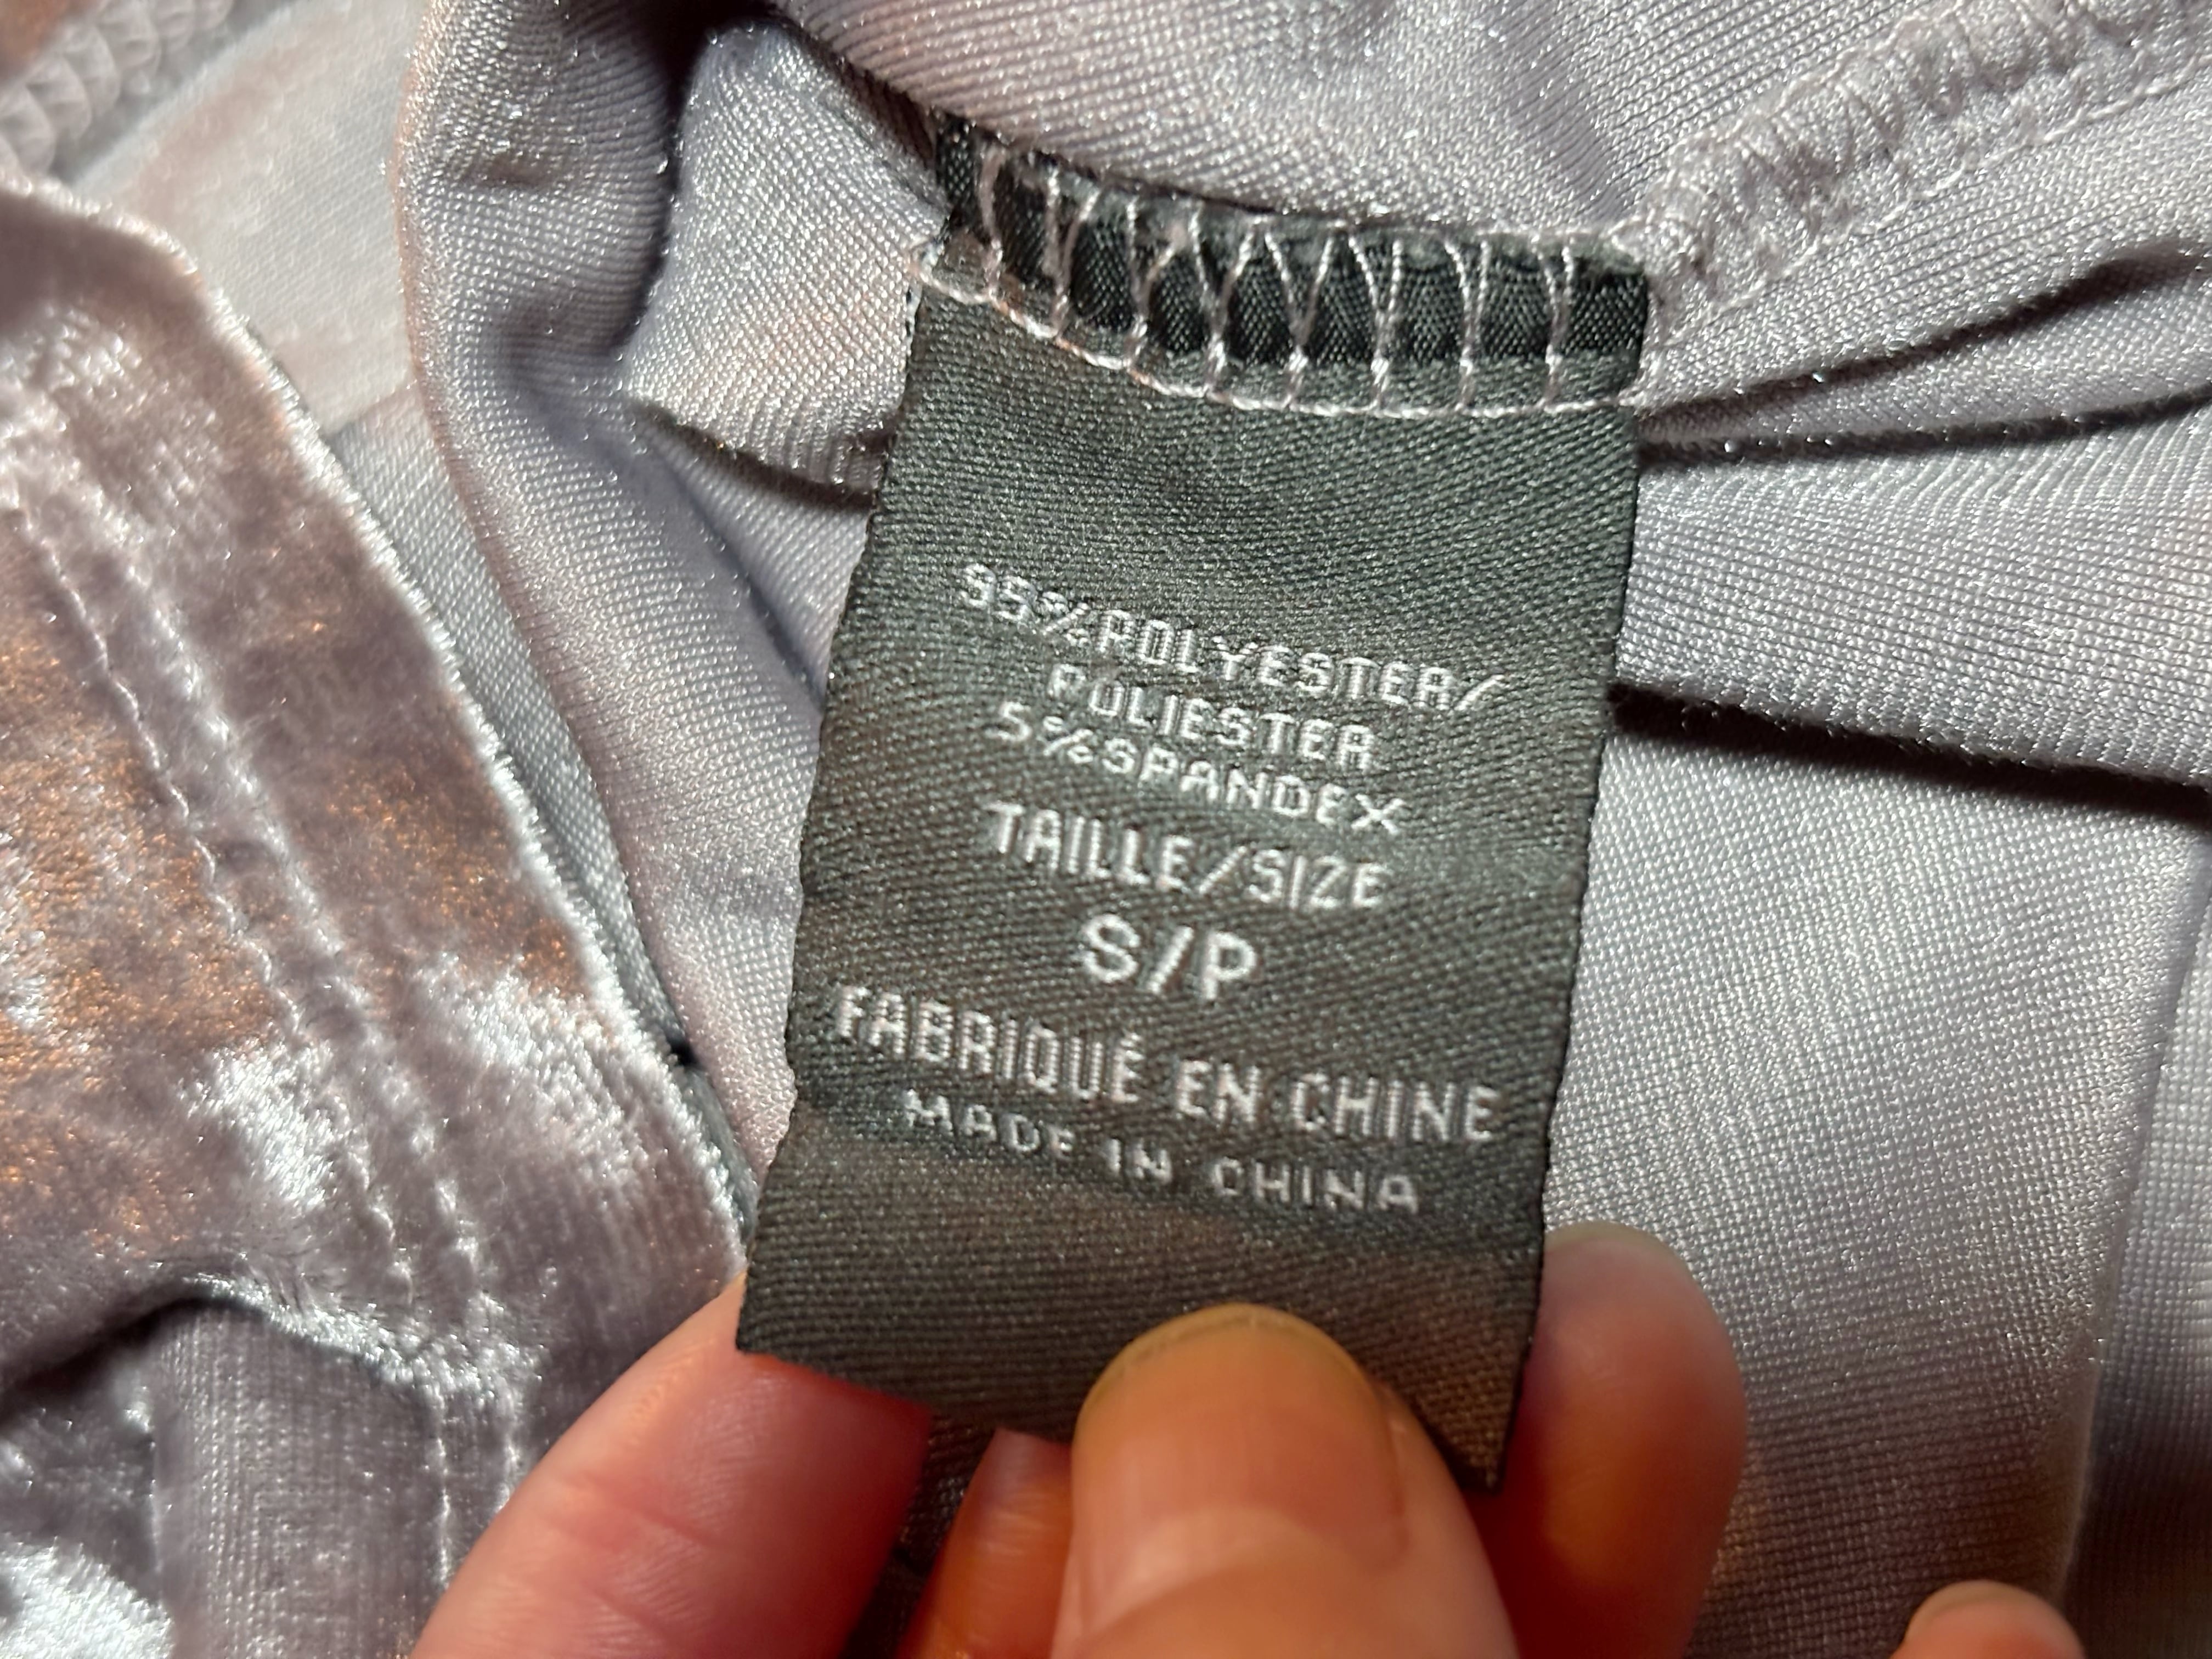 95%POLYESTER/
POLIESTER
5%SPANDEX
TAILLE/SIZE
S/P
FABRIQUÉ EN CHINE
MADE IN CHINA